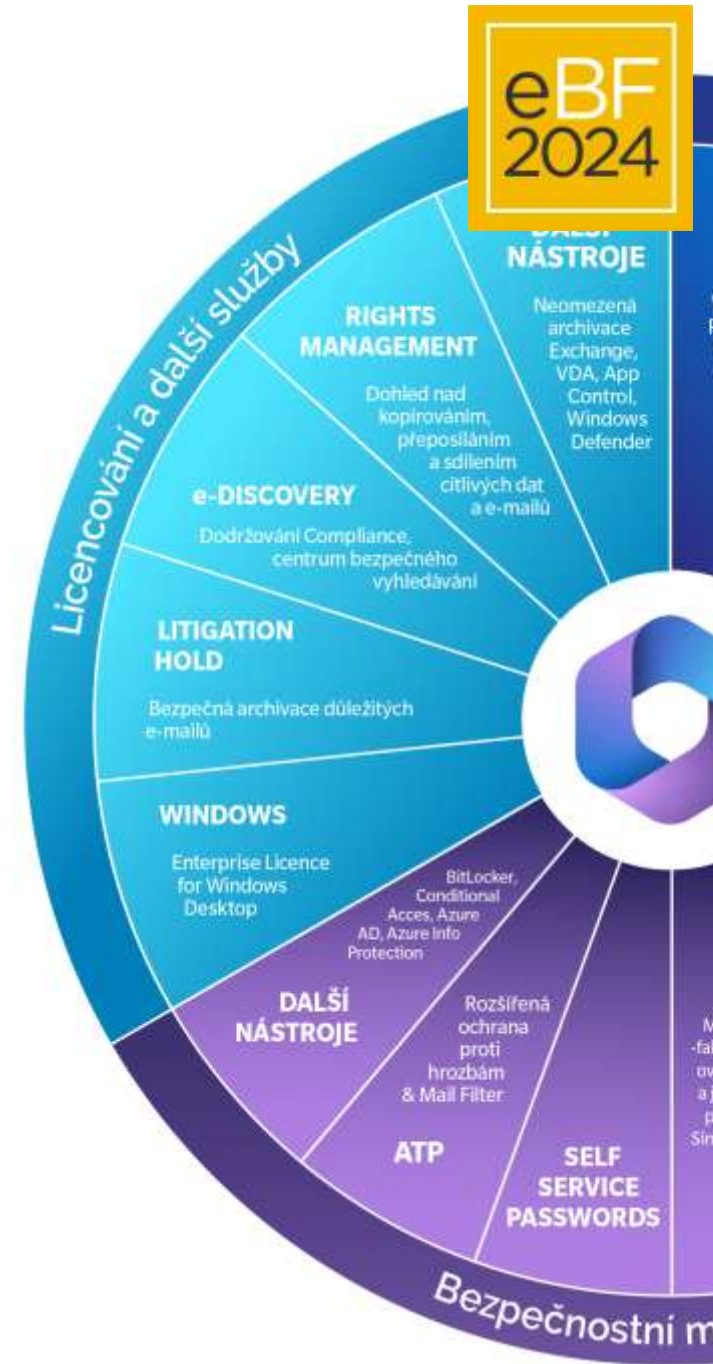 eBF
2024
DALŠÍ
NÁSTROJE
Neomezená
archivace
Exchange,
VDA, App
Control,
Windows
Defender
RIGHTS
MANAGEMENT
Dohled nad
kopírováním,
přeposíláním
a sdílením
citlivých dat
a e-mailů
Licencování a další služby
e-DISCOVERY
Dodržování Compliance,
centrum bezpečného
vyhledávání
LITIGATION
HOLD
Bezpečná archivace důležitých
e-mailů
WINDOWS
Enterprise Licence
for Windows
Desktop
BitLocker,
Conditional
Acces, Azure
AD, Azure Info
Protection
DALŠÍ
NÁSTROJE
Rozšířená
ochrana
proti
hrozbám
& Mail Filter
ATP
SELF
SERVICE
PASSWORDS
Bezpečnostní